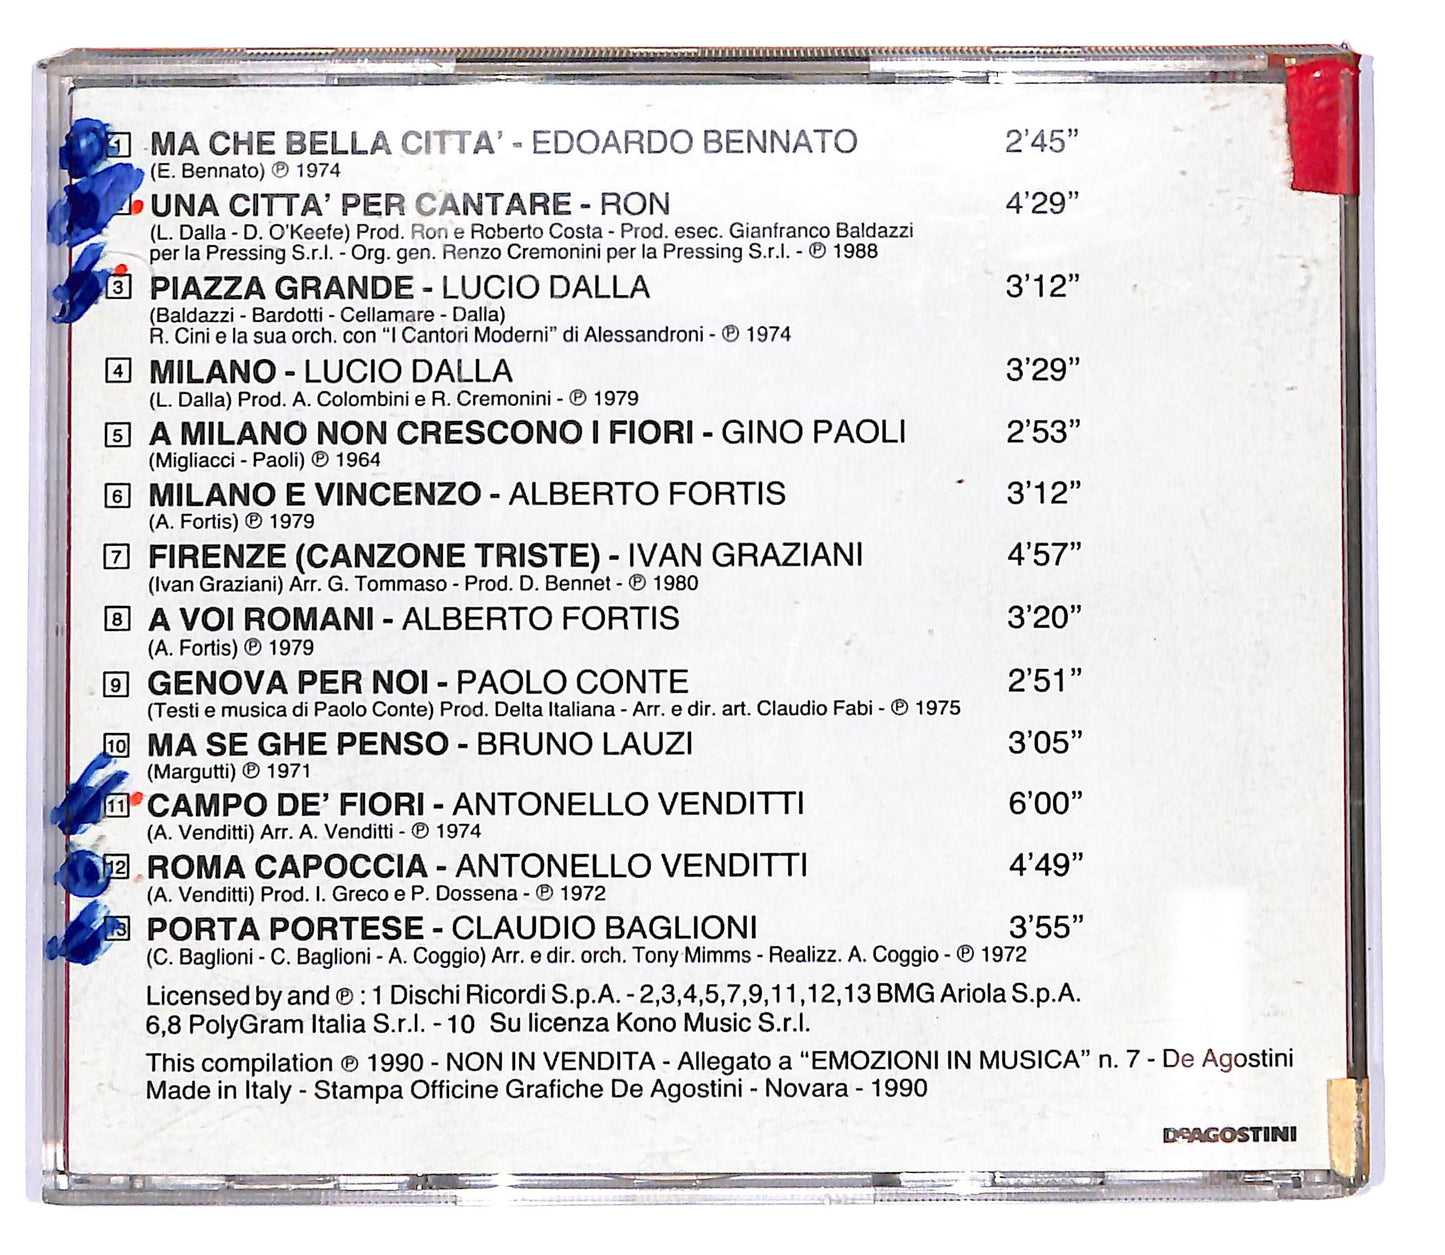 1 MA CHE BELLA CITTA' - EDOARDO BENNATO 2'45"
(E. Bennato) ℗ 1974
UNA CITTA' PER CANTARE - RON 4'29"
(L. Dalla - D. O'Keefe) Prod. Ron e Roberto Costa - Prod. esec. Gianfranco Baldazzi
per la Pressing S.r.l. - Org. gen. Renzo Cremonini per la Pressing S.r.l. - ℗ 1988
3 PIAZZA GRANDE - LUCIO DALLA 3'12"
(Baldazzi - Bardotti - Cellamare - Dalla)
R. Cini e la sua orch. con "I Cantori Moderni" di Alessandroni - ℗ 1974
4 MILANO - LUCIO DALLA 3'29"
(L. Dalla) Prod. A. Colombini e R. Cremonini - ℗ 1979
5 A MILANO NON CRESCONO I FIORI - GINO PAOLI 2'53"
(Migliacci - Paoli) ℗ 1964
6 MILANO E VINCENZO - ALBERTO FORTIS 3'12"
(A. Fortis) ℗ 1979
7 FIRENZE (CANZONE TRISTE) - IVAN GRAZIANI 4'57"
(Ivan Graziani) Arr. G. Tommaso - Prod. D. Bennet - ℗ 1980
8 A VOI ROMANI - ALBERTO FORTIS 3'20"
(A. Fortis) ℗ 1979
9 GENOVA PER NOI - PAOLO CONTE 2'51"
(Testi e musica di Paolo Conte) Prod. Delta Italiana - Arr. e dir. art. Claudio Fabi - ℗ 1975
10 MA SE GHE PENSO - BRUNO LAUZI 3'05"
(Margutti) ℗ 1971
11 CAMPO DE' FIORI - ANTONELLO VENDITTI 6'00"
(A. Venditti) Arr. A. Venditti - ℗ 1974
12 ROMA CAPOCCIA - ANTONELLO VENDITTI 4'49"
(A. Venditti) Prod. I. Greco e P. Dossena - ℗ 1972
13 PORTA PORTESE - CLAUDIO BAGLIONI 3'55"
(C. Baglioni - C. Baglioni - A. Coggio) Arr. e dir. orch. Tony Mimms - Realizz. A. Coggio - ℗ 1972
Licensed by and ℗ : 1 Dischi Ricordi S.p.A. - 2,3,4,5,7,9,11,12,13 BMG Ariola S.p.A.
6,8 PolyGram Italia S.r.l. - 10 Su licenza Kono Music S.r.l.
This compilation ℗ 1990 - NON IN VENDITA - Allegato a "EMOZIONI IN MUSICA" n. 7 - De Agostini
Made in Italy - Stampa Officine Grafiche De Agostini - Novara - 1990
DeAGOSTINI